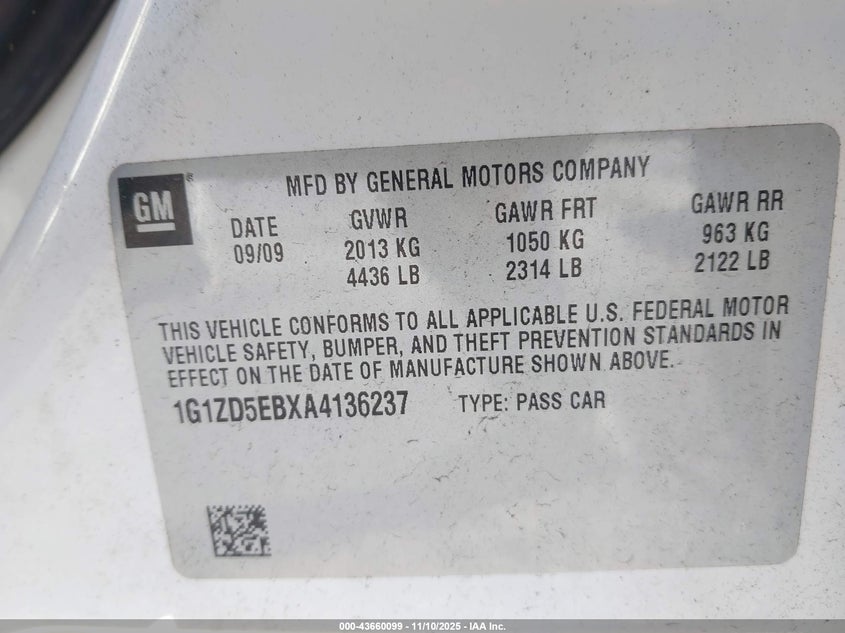 GM®
MFD BY GENERAL MOTORS COMPANY
DATE GVWR GAWR FRT GAWR RR
09/09 2013 KG 1050 KG 963 KG
4436 LB 2314 LB 2122 LB
THIS VEHICLE CONFORMS TO ALL APPLICABLE U.S. FEDERAL MOTOR
VEHICLE SAFETY, BUMPER, AND THEFT PREVENTION STANDARDS IN
EFFECT ON THE DATE OF MANUFACTURE SHOWN ABOVE.
1G1ZD5EBXA4136237 TYPE: PASS CAR
000-43660099 - 11/10/2025 - IAA Inc.